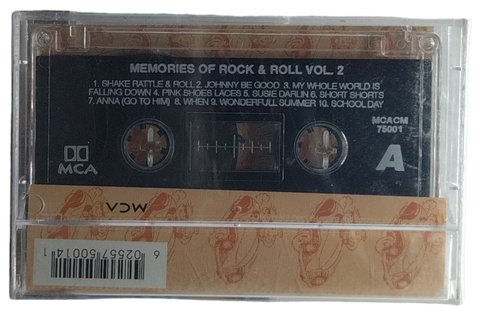 MEMORIES OF ROCK & ROLL VOL. 2
1. SHAKE RATTLE & ROLL 2. JOHNNY BE GOOD 3. MY WHOLE WORLD IS
FALLING DOWN 4. PINK SHOES LACES 5. SUSIE DARLIN 6. SHORT SHORTS
7. ANNA (GO TO HIM) 8. WHEN 9. WONDERFULL SUMMER 10. SCHOOL DAY
MCACM
75001
A
MCA
MCA
6 02557 50014 1